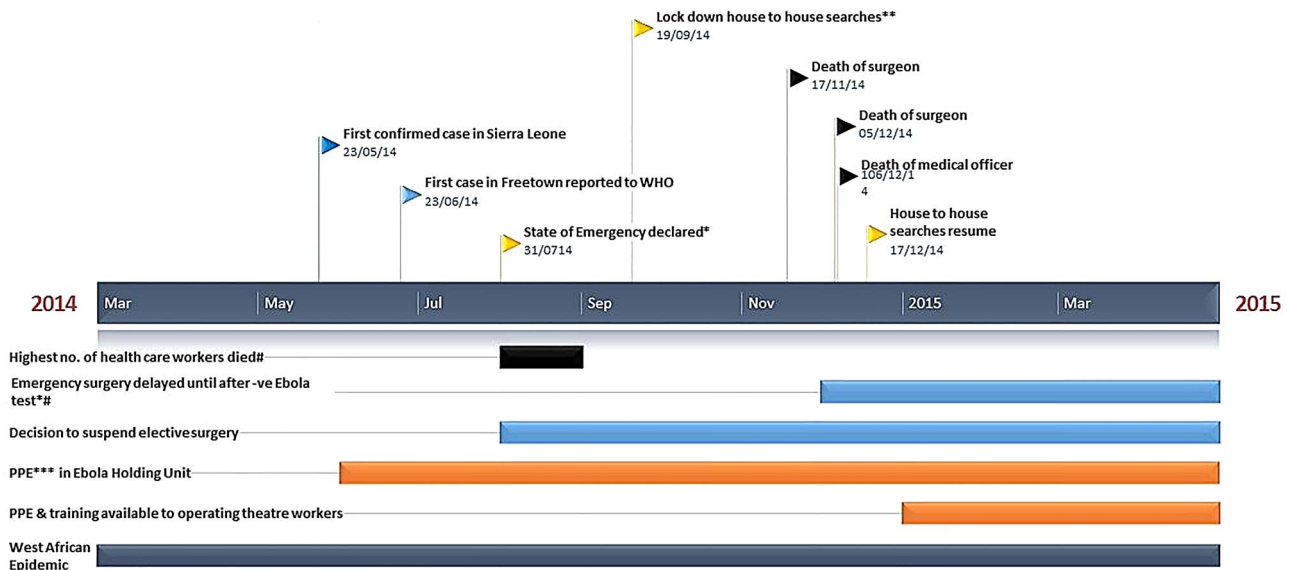 Lock down house to house searches**
19/09/14
Death of surgeon
17/11/14
Death of surgeon
05/12/14
First confirmed case in Sierra Leone
23/05/14
Death of medical officer
106/12/1
4
First case in Freetown reported to WHO
23/06/14
House to house
searches resume
17/12/14
State of Emergency declared*
31/0714
2014 Mar May Jul Sep Nov 2015 Mar 2015
Highest no. of health care workers died#
Emergency surgery delayed until after -ve Ebola
test*#
Decision to suspend elective surgery
PPE*** in Ebola Holding Unit
PPE & training available to operating theatre workers
West African
Epidemic